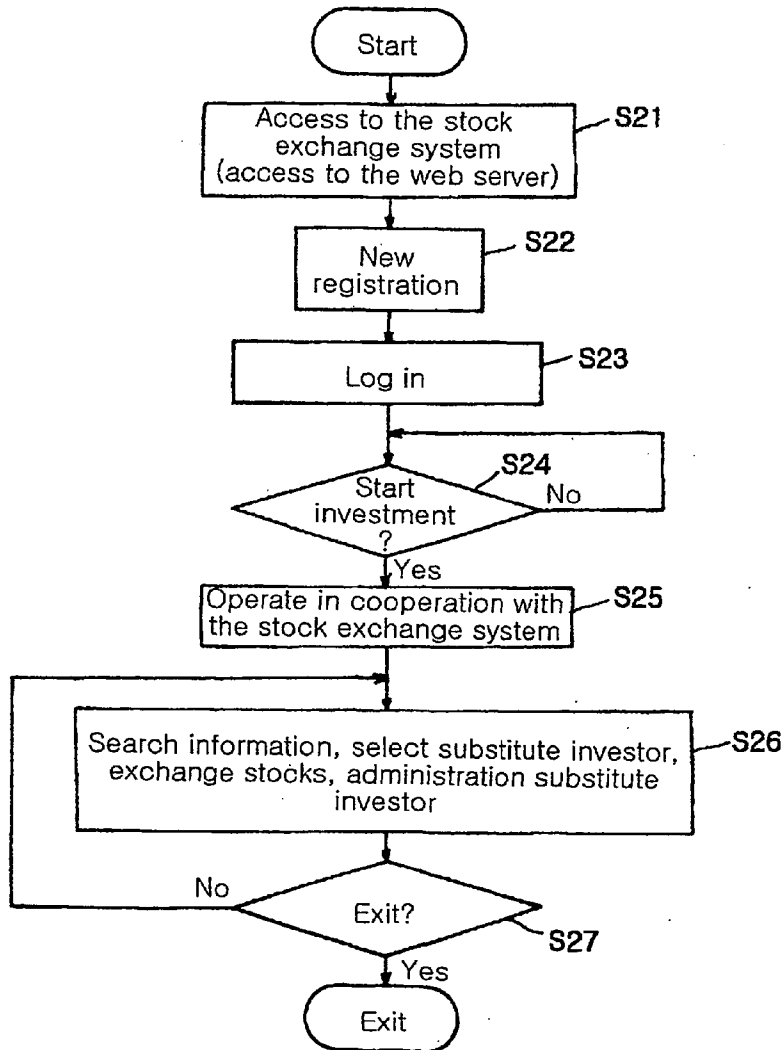 Start
Access to the stock
exchange system
(access to the web server)
S21
New
registration
S22
Log in
S23
S24
Start
investment
?
No
Yes
Operate in cooperation with
the stock exchange system
S25
Search information, select substitute investor,
exchange stocks, administration substitute
investor
S26
No
Exit?
S27
Yes
Exit